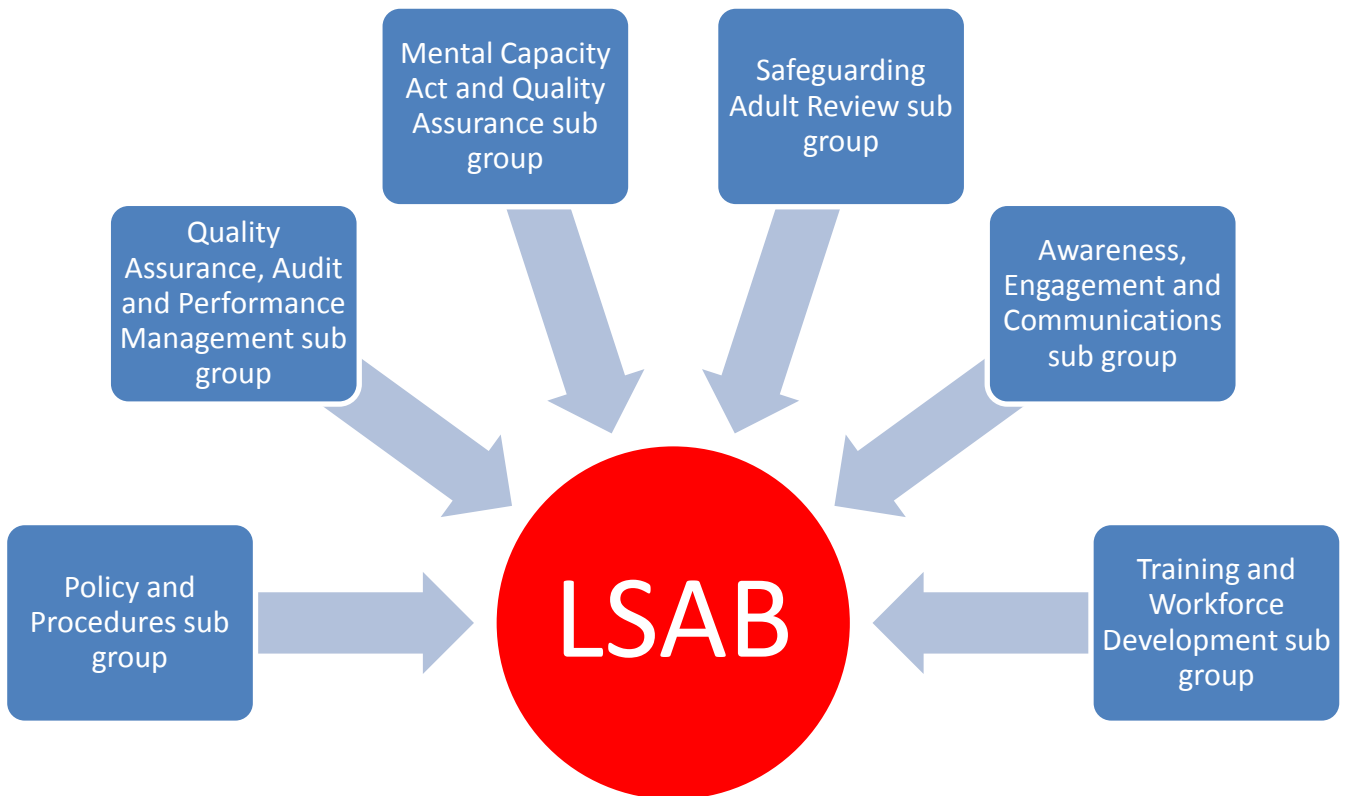 Mental Capacity
Act and Quality
Assurance sub
group
Safeguarding
Adult Review sub
group
Quality
Assurance, Audit
and Performance
Management sub
group
Awareness,
Engagement and
Communications
sub group
Policy and
Procedures sub
group
LSAB
Training and
Workforce
Development sub
group